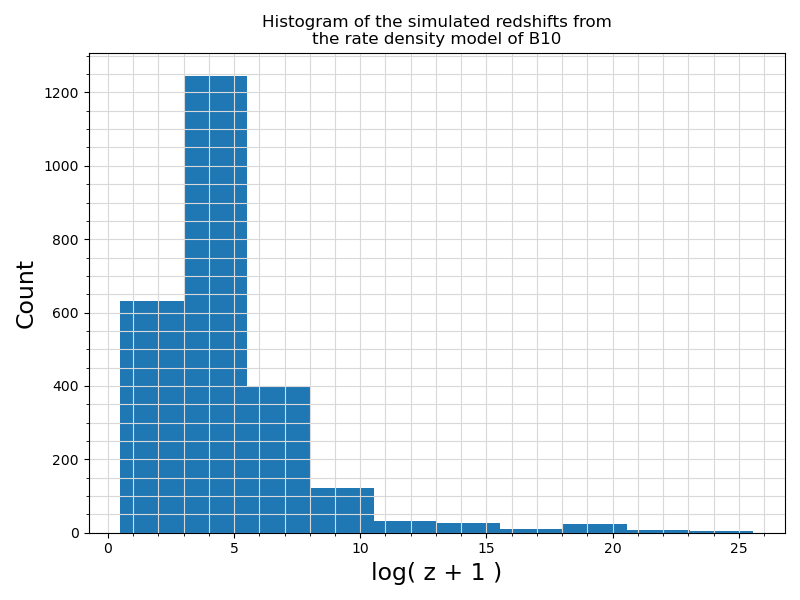 Histogram of the simulated redshifts from
the rate density model of B10
Count
1200
1000
800
600
400
200
0
0 5 10 15 20 25
log( z + 1 )